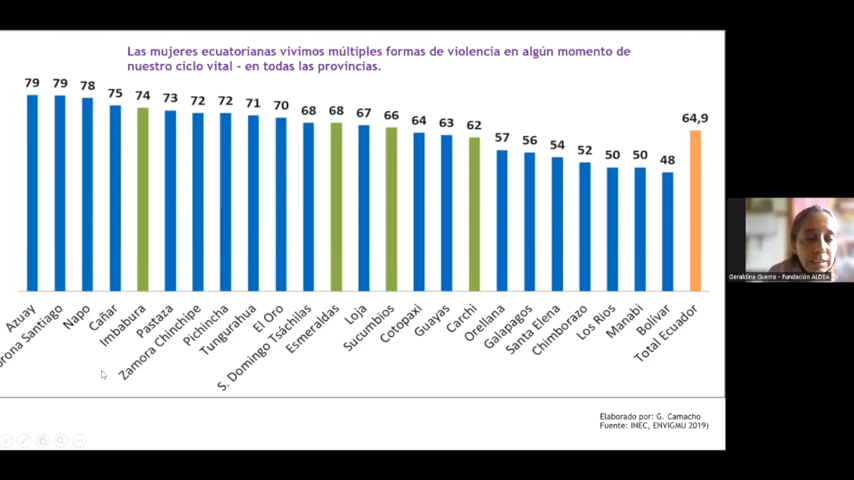 Las mujeres ecuatorianas vivimos múltiples formas de violencia en algún momento de
nuestro ciclo vital - en todas las provincias.
79 79 78 75 74 73 72 72 71 70 68 68 67 66 64 63 62 57 56 54 52 50 50 48 64,9
Azuay
orona Santiago
Napo
Cañar
Imbabura
Pastaza
Zamora Chinchipe
Pichincha
Tungurahua
El Oro
S. Domingo Tsáchilas
Esmeraldas
Loja
Sucumbios
Cotopaxi
Guayas
Carchi
Orellana
Galapagos
Santa Elena
Chimborazo
Los Rios
Manabi
Bolívar
Total Ecuador
Elaborado por: G. Camacho
Fuente: INEC, ENVIGMU 2019)
Geraldina Guerra - Fundación ALDEA